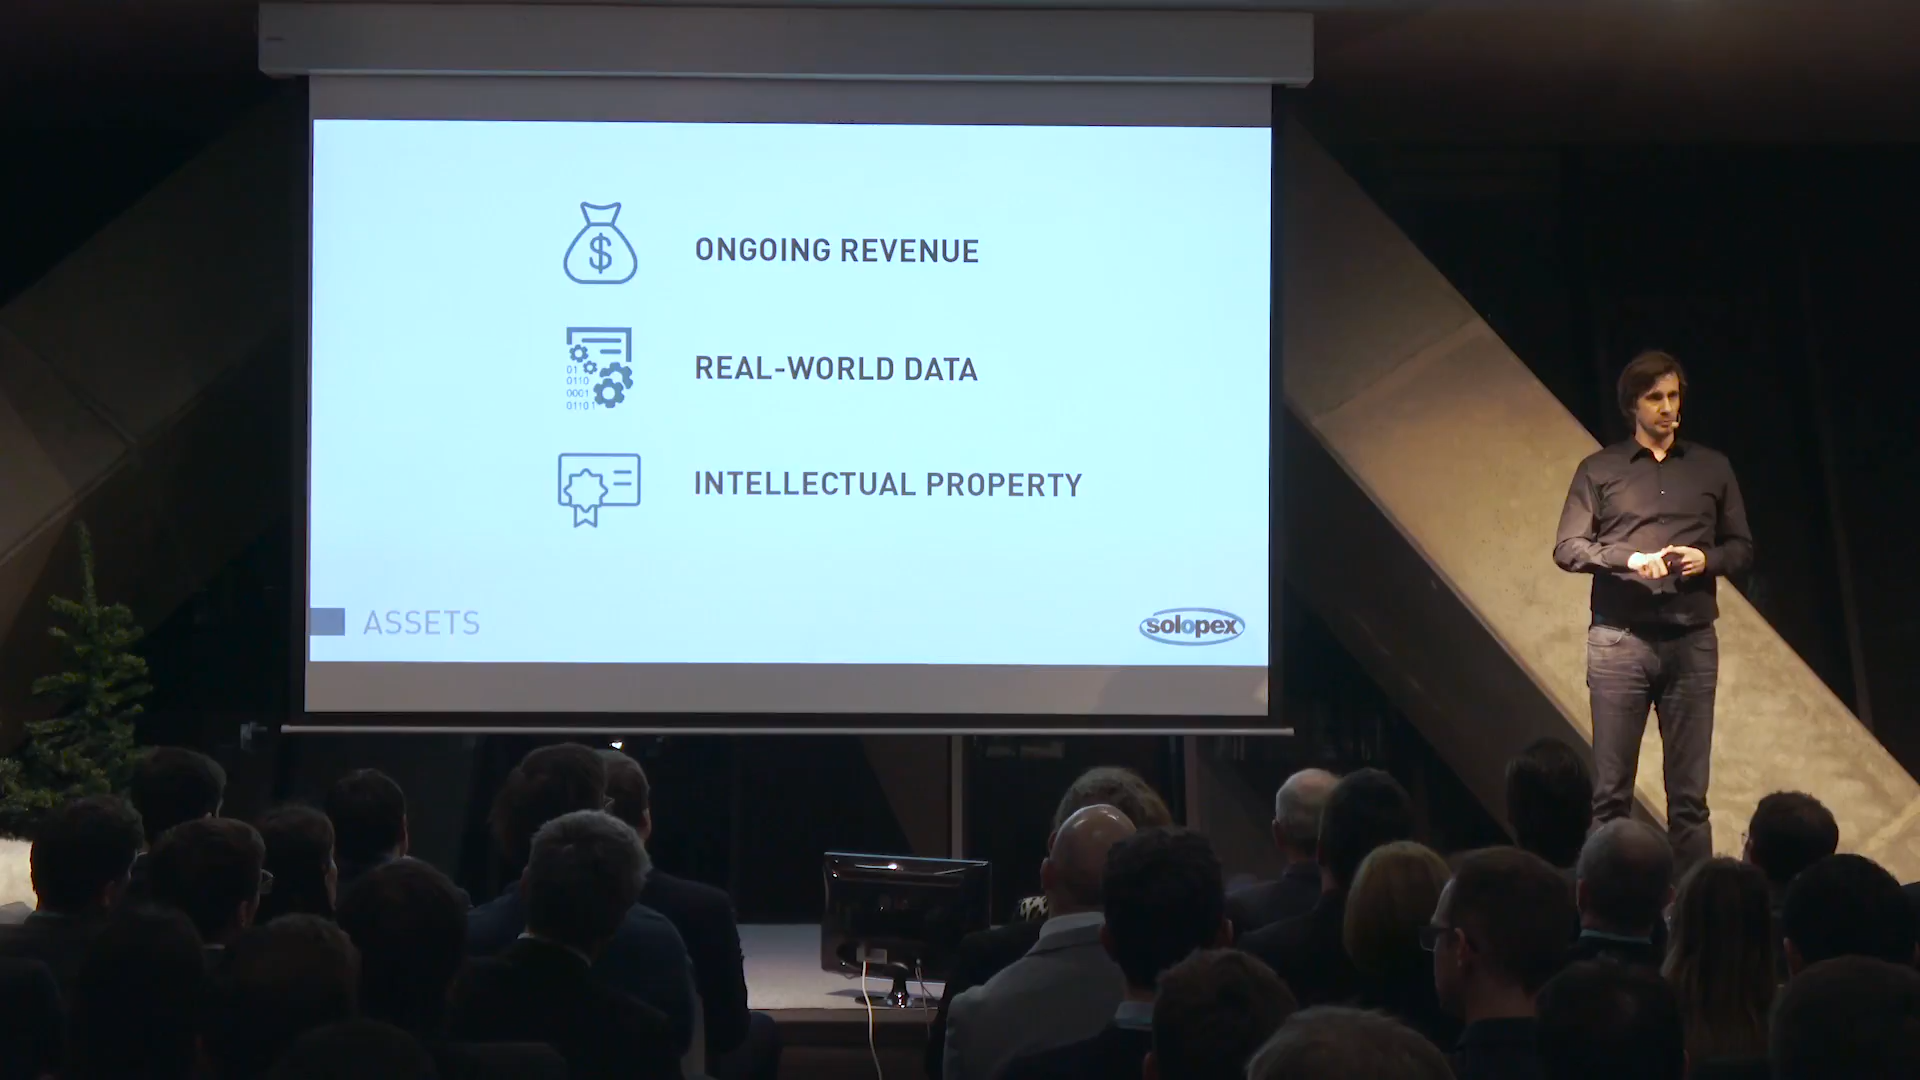 $
ONGOING REVENUE
01
0110
0001
01101
REAL-WORLD DATA
INTELLECTUAL PROPERTY
ASSETS
solopex